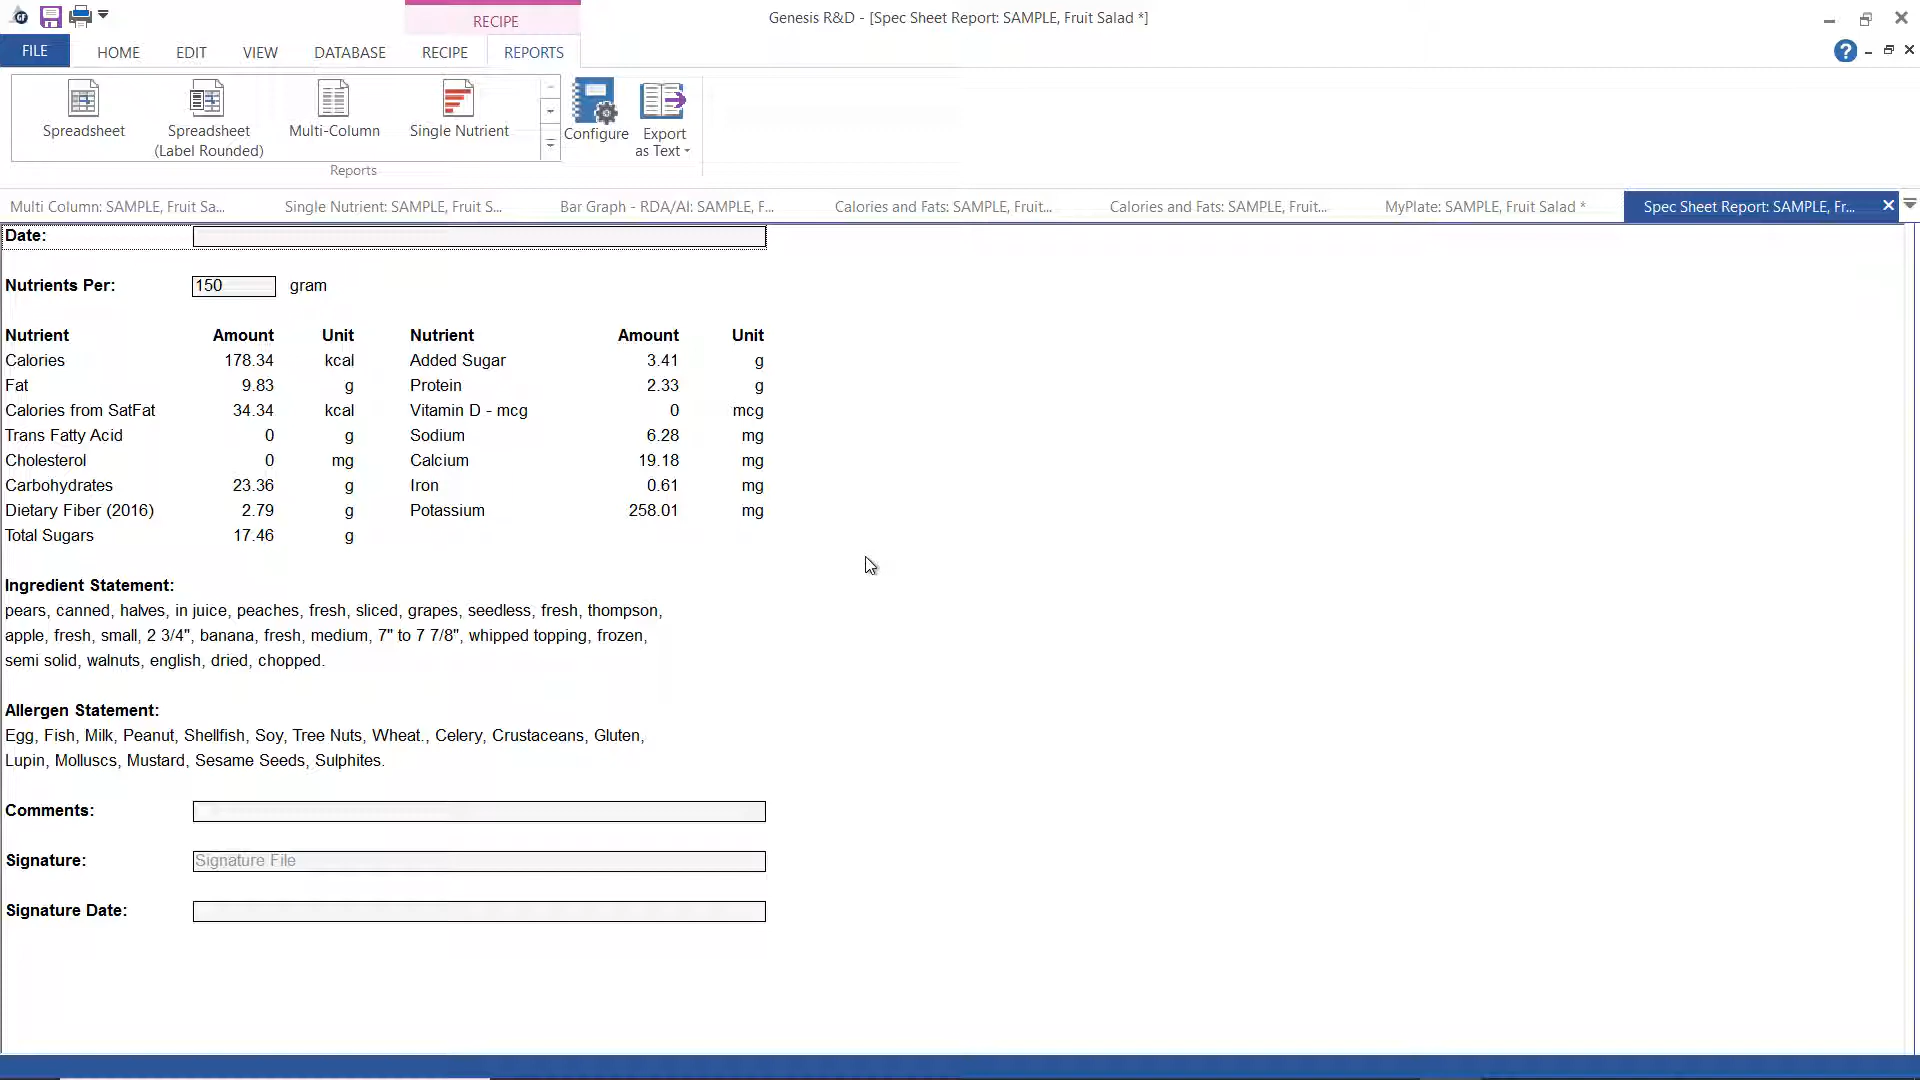 GF
RECIPE
Genesis R&D - [Spec Sheet Report: SAMPLE, Fruit Salad *]
FILE HOME EDIT VIEW DATABASE RECIPE REPORTS
Spreadsheet
Spreadsheet
(Label Rounded)
Multi-Column
Single Nutrient
Configure
Export
as Text
Reports
Multi Column: SAMPLE, Fruit Sa... Single Nutrient: SAMPLE, Fruit S... Bar Graph - RDA/AI: SAMPLE, F... Calories and Fats: SAMPLE, Fruit... Calories and Fats: SAMPLE, Fruit... MyPlate: SAMPLE, Fruit Salad * Spec Sheet Report: SAMPLE, Fr...
Date:
Nutrients Per: 150 gram
Nutrient Amount Unit Nutrient Amount Unit
Calories 178.34 kcal Added Sugar 3.41 g
Fat 9.83 g Protein 2.33 g
Calories from SatFat 34.34 kcal Vitamin D - mcg 0 mcg
Trans Fatty Acid 0 g Sodium 6.28 mg
Cholesterol 0 mg Calcium 19.18 mg
Carbohydrates 23.36 g Iron 0.61 mg
Dietary Fiber (2016) 2.79 g Potassium 258.01 mg
Total Sugars 17.46 g
Ingredient Statement:
pears, canned, halves, in juice, peaches, fresh, sliced, grapes, seedless, fresh, thompson,
apple, fresh, small, 2 3/4", banana, fresh, medium, 7" to 7 7/8", whipped topping, frozen,
semi solid, walnuts, english, dried, chopped.
Allergen Statement:
Egg, Fish, Milk, Peanut, Shellfish, Soy, Tree Nuts, Wheat., Celery, Crustaceans, Gluten,
Lupin, Molluscs, Mustard, Sesame Seeds, Sulphites.
Comments:
Signature: Signature File
Signature Date: